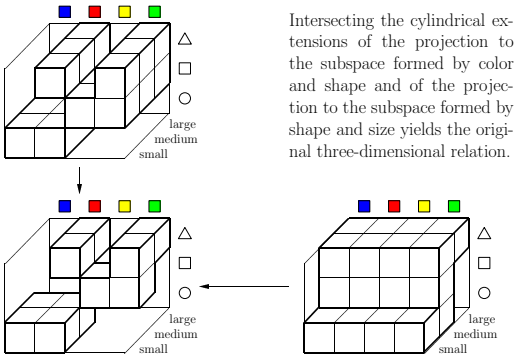 Intersecting the cylindrical ex-
tensions of the projection to
the subspace formed by color
and shape and of the projec-
tion to the subspace formed by
shape and size yields the origi-
nal three-dimensional relation.
large
medium
small
large
medium
small
large
medium
small